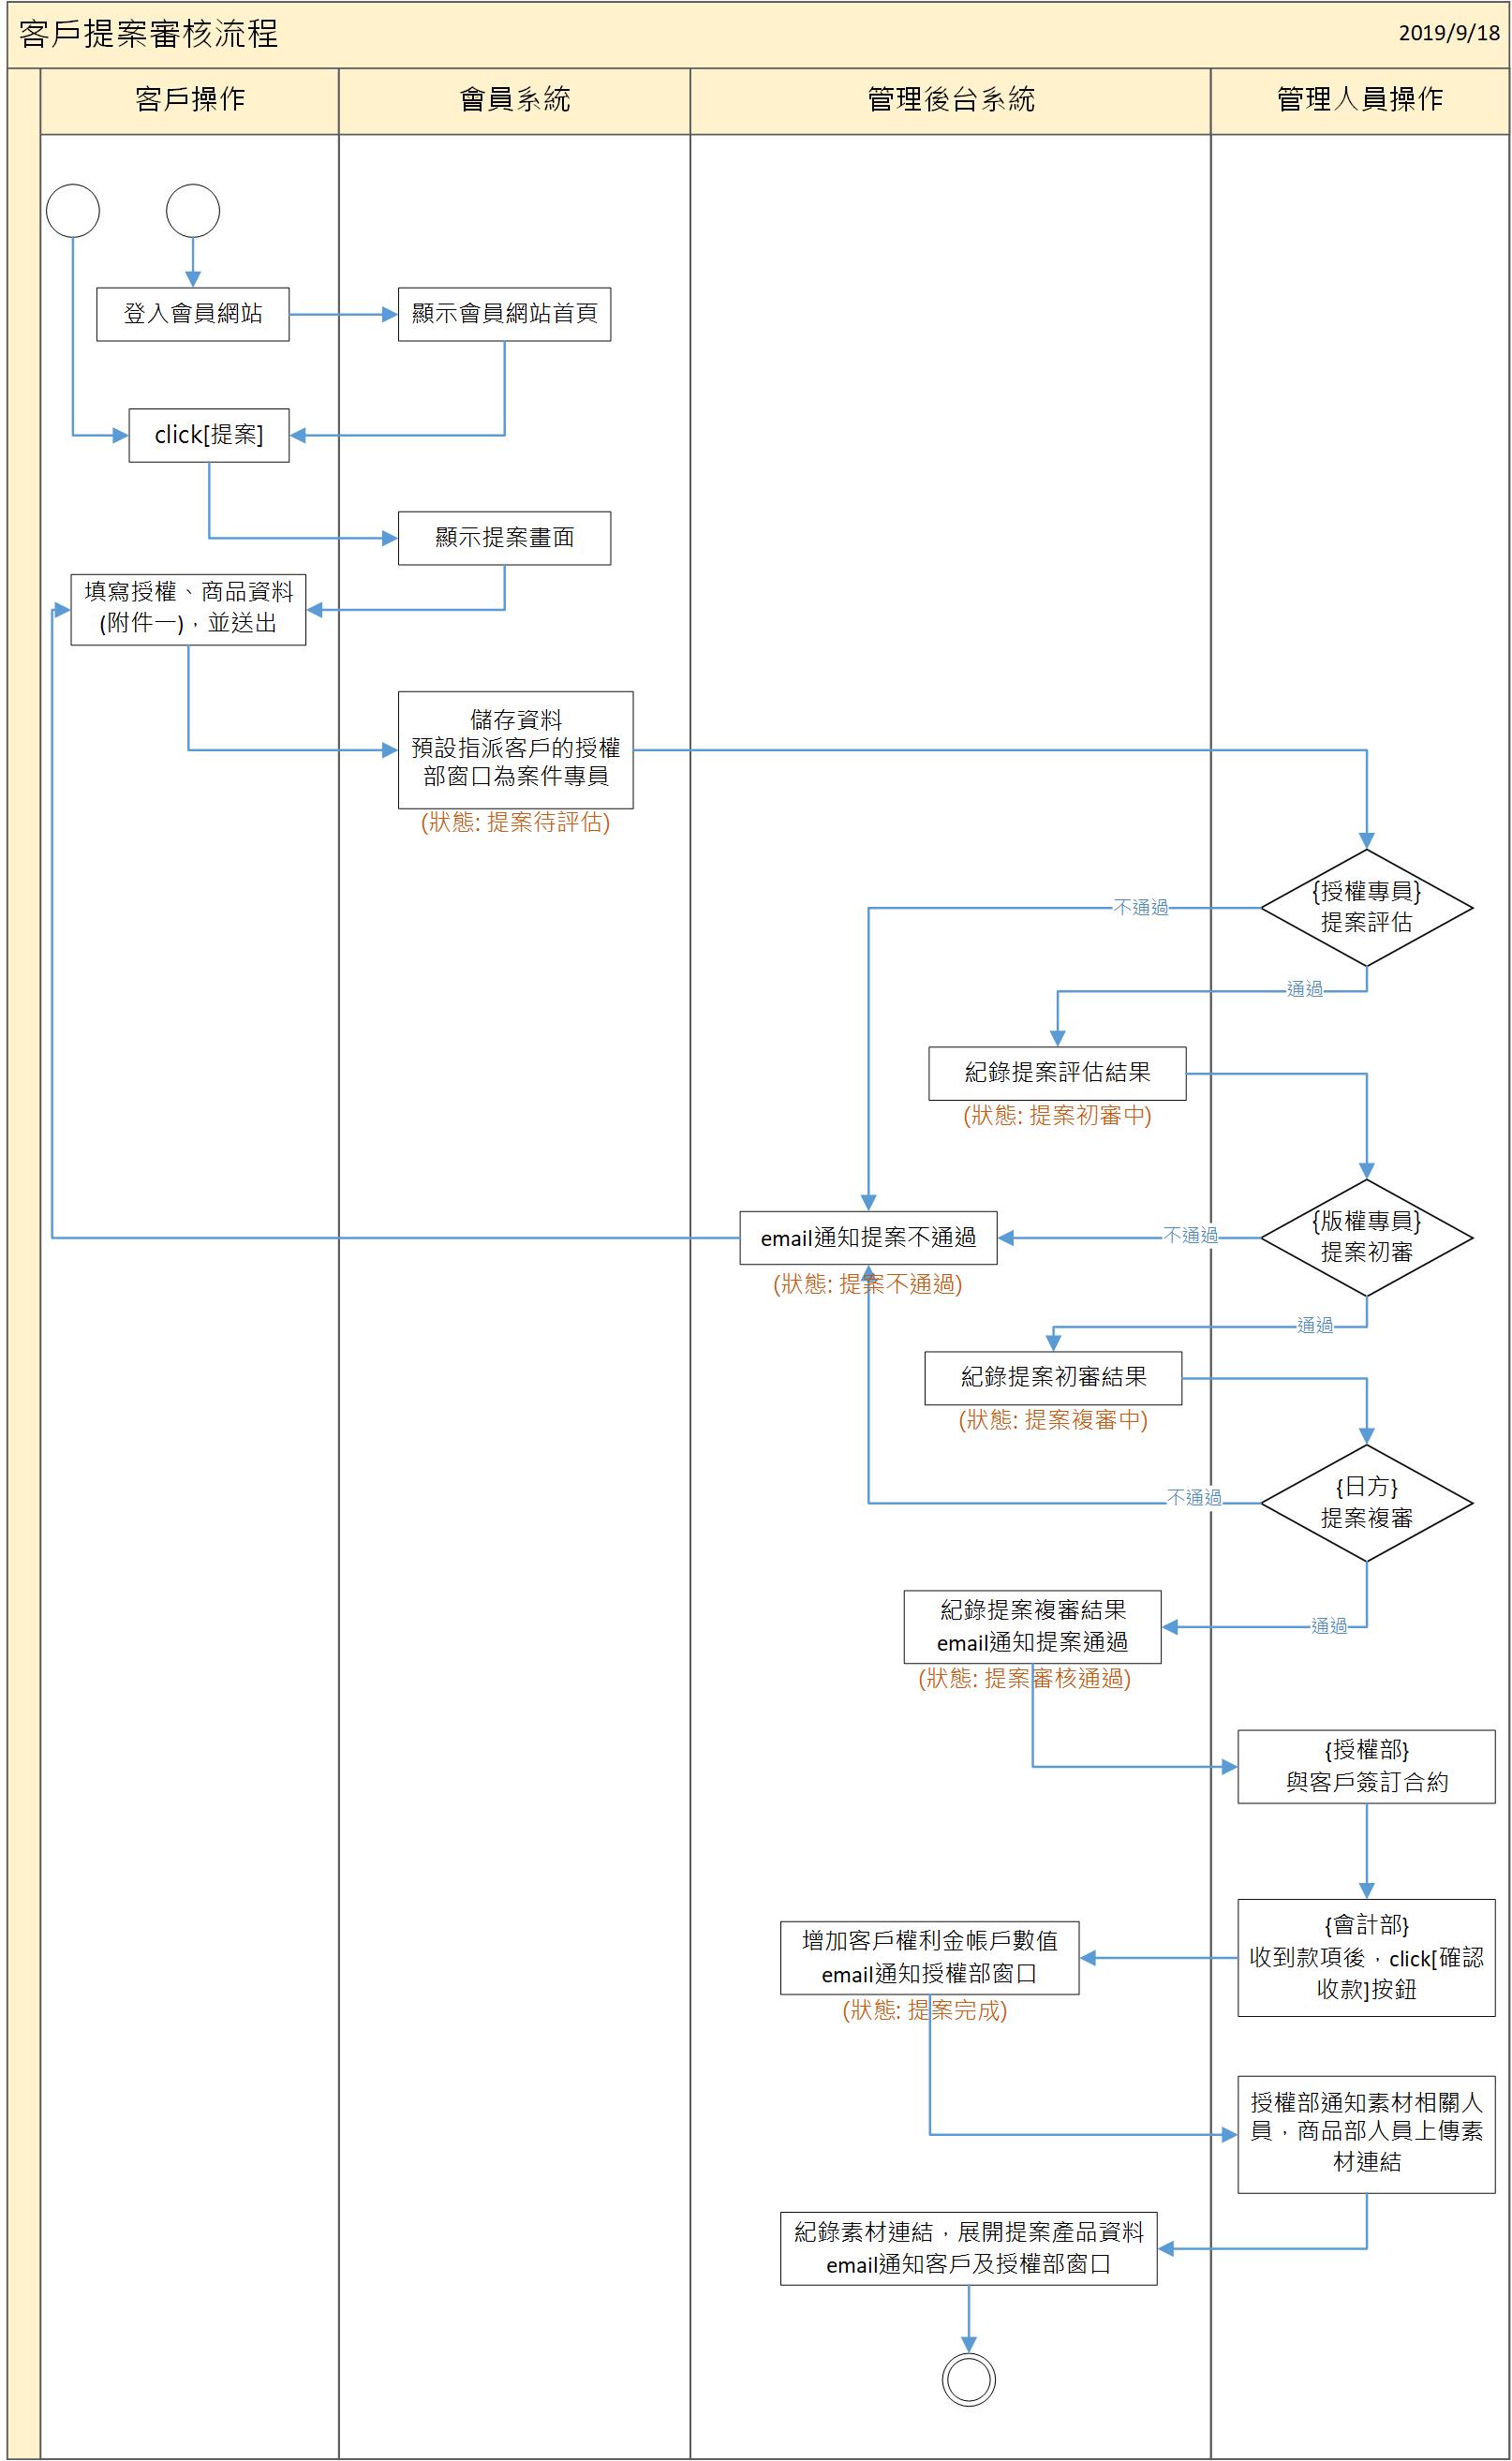 客戶提案審核流程
2019/9/18
客戶操作
會員系統
管理後台系統
管理人員操作
登入會員網站
顯示會員網站首頁
click[提案]
顯示提案畫面
填寫授權、商品資料
(附件一)，並送出
儲存資料
預設指派客戶的授權
部窗口為案件專員
(狀態: 提案待評估)
{授權專員}
提案評估
不通過
通過
紀錄提案評估結果
(狀態: 提案初審中)
{版權專員}
提案初審
不通過
email通知提案不通過
(狀態: 提案不通過)
通過
紀錄提案初審結果
(狀態: 提案複審中)
{日方}
提案複審
不通過
通過
紀錄提案複審結果
email通知提案通過
(狀態: 提案審核通過)
{授權部}
與客戶簽訂合約
{會計部}
收到款項後，click[確認
收款]按鈕
增加客戶權利金帳戶數值
email通知授權部窗口
(狀態: 提案完成)
授權部通知素材相關人
員，商品部人員上傳素
材連結
紀錄素材連結，展開提案產品資料
email通知客戶及授權部窗口